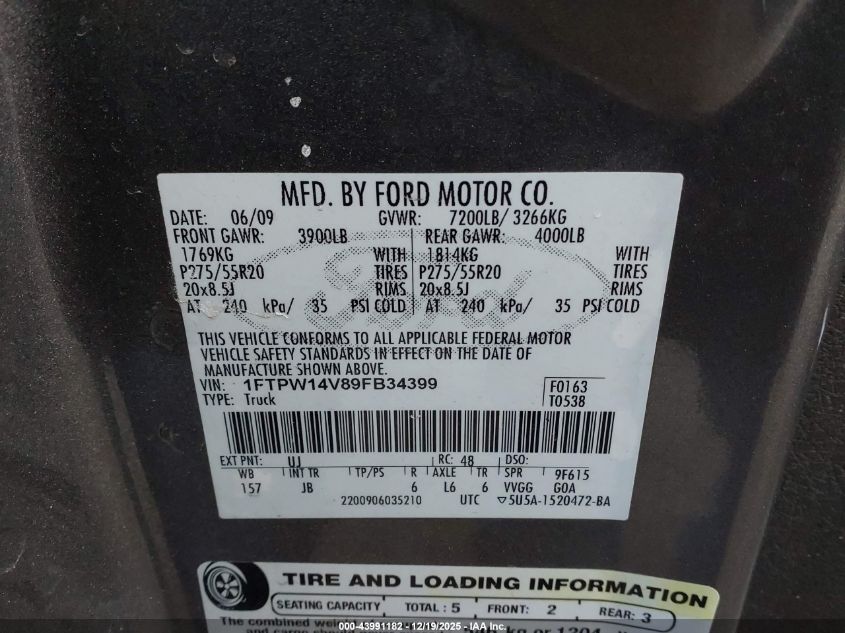 MFD. BY FORD MOTOR CO.
DATE: 06/09 GVWR: 7200LB/ 3266KG
FRONT GAWR: 3900LB REAR GAWR: 4000LB
1769KG WITH 1814KG WITH
P275/55R20 TIRES P275/55R20 TIRES
20x8.5J RIMS 20x8.5J RIMS
AT 240 kPa/ 35 PSI COLD AT 240 kPa/ 35 PSI COLD
Ford
THIS VEHICLE CONFORMS TO ALL APPLICABLE FEDERAL MOTOR
VEHICLE SAFETY STANDARDS IN EFFECT ON THE DATE OF
MANUFACTURE SHOWN ABOVE.
VIN: 1FTPW14V89FB34399 F0163
TYPE: Truck T0538
EXT PNT: UJ RC: 48 DSO:
WB INT TR TP/PS R AXLE TR SPR 9F615
157 JB 6 L6 6 VVGG GOA
2200906035210 UTC ▽5U5A-1520472-BA
TIRE AND LOADING INFORMATION
SEATING CAPACITY TOTAL: 5 FRONT: 2 REAR: 3
The combined
000-43991182 - 12/19/2025 - IAA Inc.